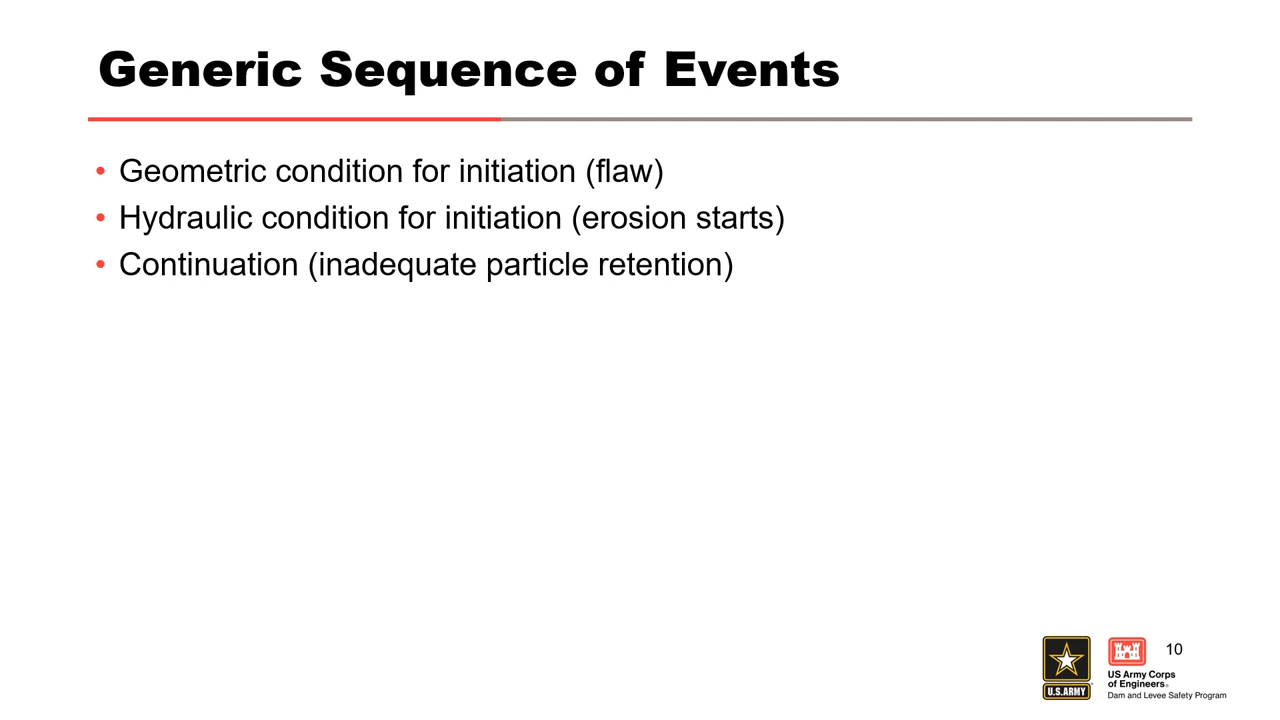 Generic Sequence of Events
• Geometric condition for initiation (flaw)
• Hydraulic condition for initiation (erosion starts)
• Continuation (inadequate particle retention)
10
U.S.ARMY
US Army Corps
of Engineers®
Dam and Levee Safety Program